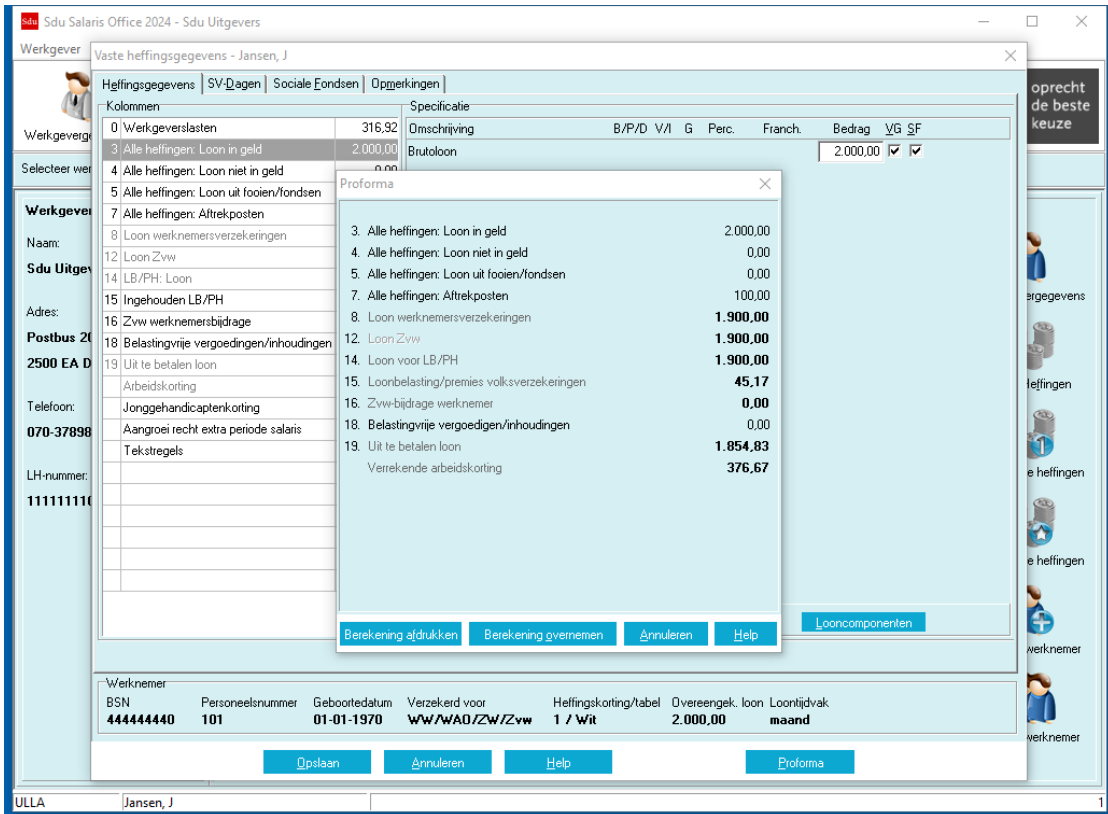 Sdu Sdu Salaris Office 2024 - Sdu Uitgevers
Werkgever
Vaste heffingsgegevens - Jansen, J
Heffingsgegevens SV-Dagen Sociale Fondsen Opmerkingen
oprecht
de beste
keuze
Werkgeverge
Selecteer wer
Werkgever
Naam:
Sdu Uitgev
Adres:
Postbus 20
2500 EA D
Telefoon:
070-37898
LH-nummer:
111111110
Kolommen
0 Werkgeverslasten 316,92
3 Alle heffingen: Loon in geld 2.000,00
4 Alle heffingen: Loon niet in geld 0,00
5 Alle heffingen: Loon uit fooien/fondsen
7 Alle heffingen: Aftrekposten
8 Loon werknemersverzekeringen
12 Loon Zvw
14 LB/PH: Loon
15 Ingehouden LB/PH
16 Zvw werknemersbijdrage
18 Belastingvrije vergoedingen/inhoudingen
19 Uit te betalen loon
Arbeidskorting
Jonggehandicaptenkorting
Aangroei recht extra periode salaris
Tekstregels
Specificatie
Omschrijving B/P/D V/I G Perc. Franch. Bedrag VG SF
Brutoloon 2.000,00
Proforma
3. Alle heffingen: Loon in geld 2.000,00
4. Alle heffingen: Loon niet in geld 0,00
5. Alle heffingen: Loon uit fooien/fondsen 0,00
7. Alle heffingen: Aftrekposten 100,00
8. Loon werknemersverzekeringen 1.900,00
12. Loon Zvw 1.900,00
14. Loon voor LB/PH 1.900,00
15. Loonbelasting/premies volksverzekeringen 45,17
16. Zvw-bijdrage werknemer 0,00
18. Belastingvrije vergoedigen/inhoudingen 0,00
19. Uit te betalen loon 1.854,83
Verrekende arbeidskorting 376,67
Berekening afdrukken Berekening overnemen Annuleren Help
Looncomponenten
ergegevens
Heffingen
e heffingen
e heffingen
werknemer
werknemer
Werknemer
BSN Personeelsnummer Geboortedatum Verzekerd voor Heffingskorting/tabel Overeengek. loon Loontijdvak
444444440 101 01-01-1970 WW/WAO/ZW/Zvw 1 / Wit 2.000,00 maand
Opslaan Annuleren Help Proforma
ULLA Jansen, J 1